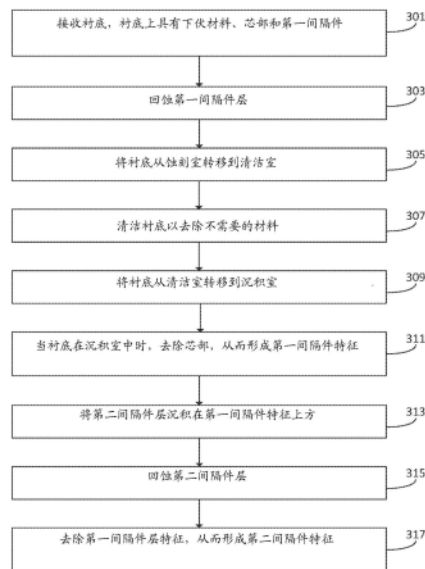 接收衬底，衬底上具有下伏材料、芯部和第一间隔件
301
回蚀第一间隔件层
303
将衬底从蚀刻室转移到清洁室
305
清洁衬底以去除不需要的材料
307
将衬底从清洁室转移到沉积室
309
当衬底在沉积室中时，去除芯部，从而形成第一间隔件特征
311
将第二间隔件层沉积在第一间隔件特征上方
313
回蚀第二间隔件层
315
去除第一间隔件层特征，从而形成第二间隔件特征
317